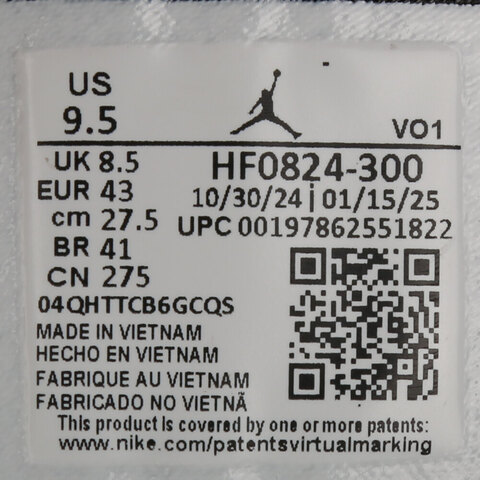 US
9.5
VO1
UK 8.5
HF0824-300
EUR 43
10/30/24 | 01/15/25
cm 27.5
UPC 00197862551822
BR 41
CN 275
04QHTTCB6GCQS
MADE IN VIETNAM
HECHO EN VIETNAM
FABRIQUE AU VIETNAM
FABRICADO NO VIETNÃ
This product is covered by one or more patents:
www.nike.com/patentsvirtualmarking